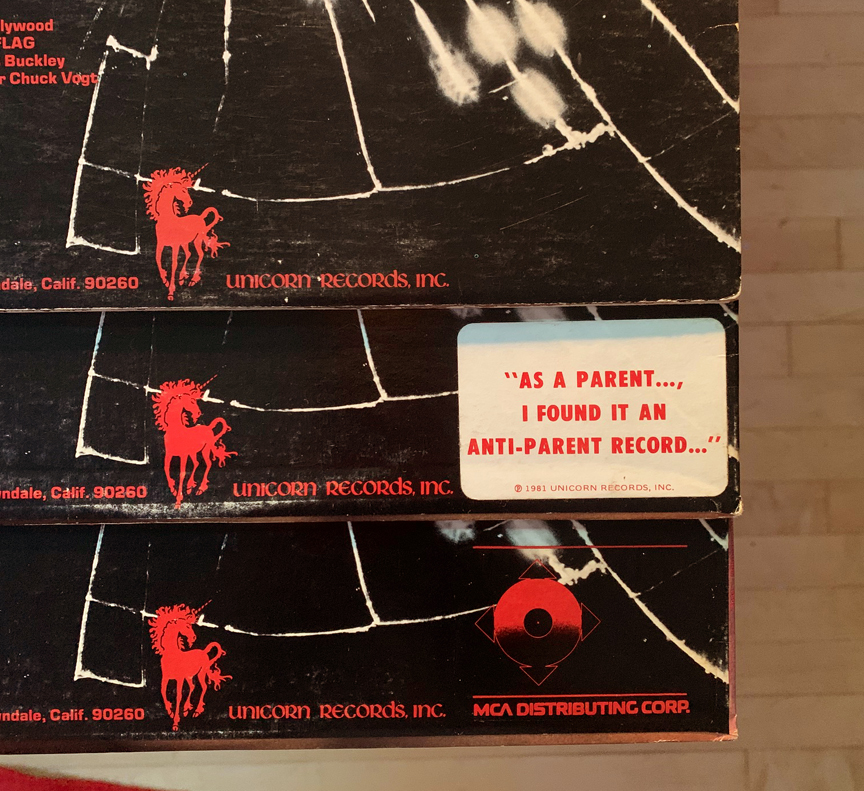 lywood
FLAG
Buckley
r Chuck Vogt
dale, Calif. 90260
UNICORN RECORDS, INC.
"AS A PARENT...,
I FOUND IT AN
ANTI-PARENT RECORD..."
℗ 1981 UNICORN RECORDS, INC.
ndale, Calif. 90260
UNICORN RECORDS, INC.
ndale, Calif. 90260
UNICORN RECORDS, INC.
MCA DISTRIBUTING CORP.